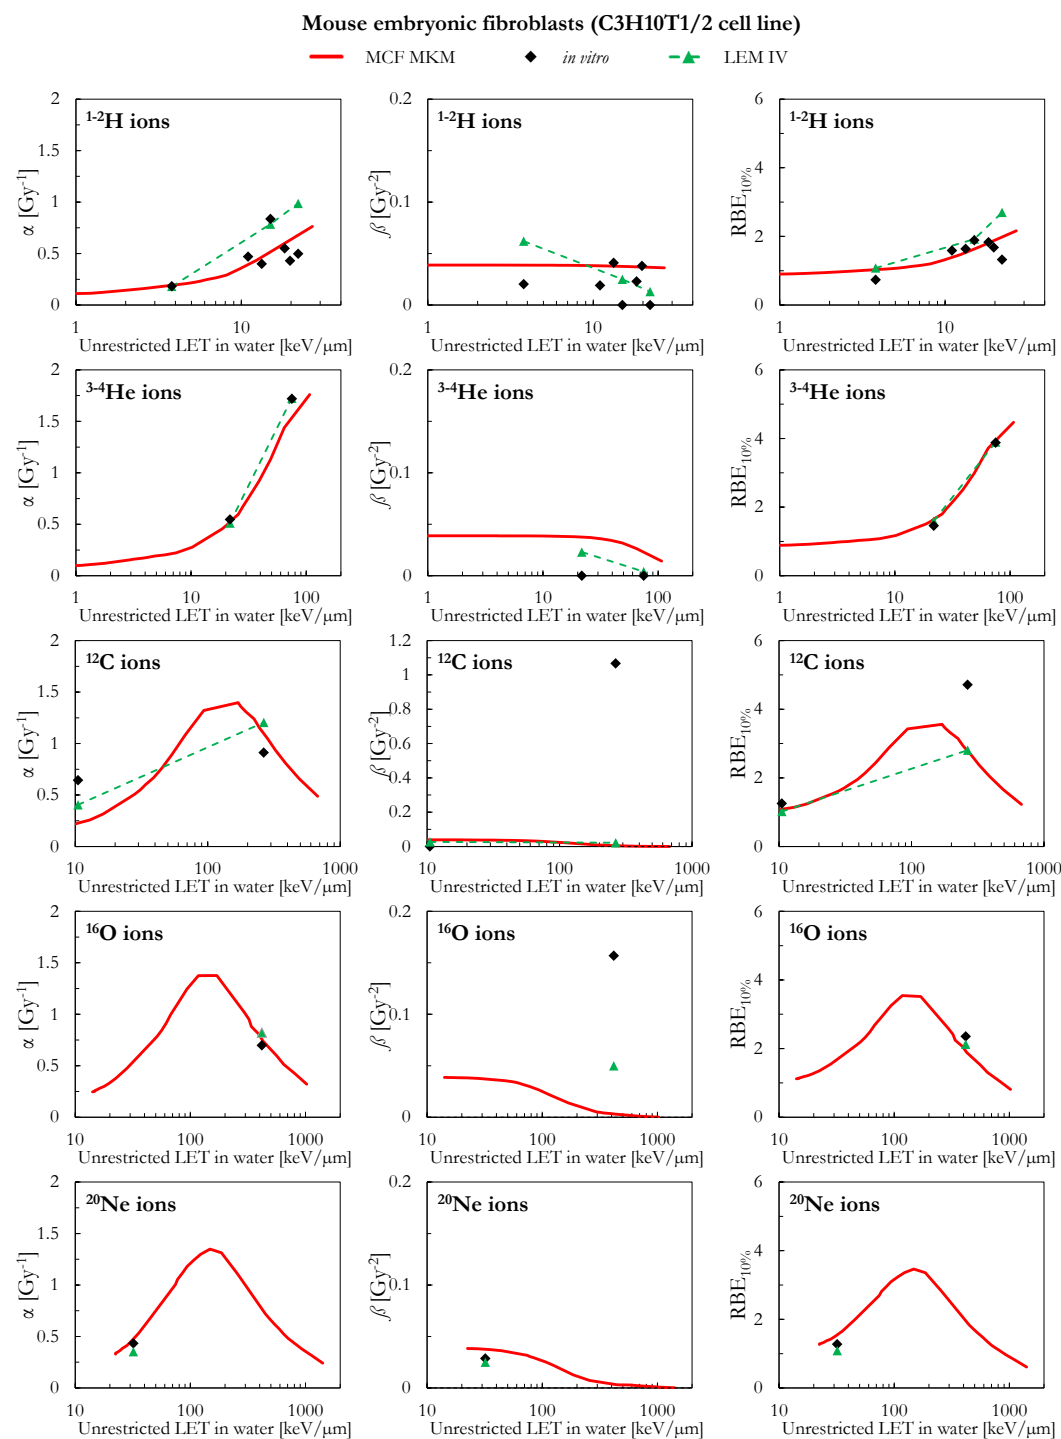 Mouse embryonic fibroblasts (C3H10T1/2 cell line)
MCF MKM in vitro LEM IV
2
1.5
1
0.5
0
α [Gy⁻¹]
¹⁻²H ions
1 10
Unrestricted LET in water [keV/μm]
0.2
0.1
0
ß [Gy⁻²]
¹⁻²H ions
1 10
Unrestricted LET in water [keV/μm]
6
4
2
0
RBE₁₀%
¹⁻²H ions
1 10
Unrestricted LET in water [keV/μm]
2
1.5
1
0.5
0
α [Gy⁻¹]
³⁻⁴He ions
1 10 100
Unrestricted LET in water [keV/μm]
0.2
0.1
0
ß [Gy⁻²]
³⁻⁴He ions
1 10 100
Unrestricted LET in water [keV/μm]
6
4
2
0
RBE₁₀%
³⁻⁴He ions
1 10 100
Unrestricted LET in water [keV/μm]
2
1.5
1
0.5
0
α [Gy⁻¹]
¹²C ions
10 100 1000
Unrestricted LET in water [keV/μm]
1.2
1
0.8
0.6
0.4
0.2
0
ß [Gy⁻²]
¹²C ions
10 100 1000
Unrestricted LET in water [keV/μm]
6
4
2
0
RBE₁₀%
¹²C ions
10 100 1000
Unrestricted LET in water [keV/μm]
2
1.5
1
0.5
0
α [Gy⁻¹]
¹⁶O ions
10 100 1000
Unrestricted LET in water [keV/μm]
0.2
0.1
0
ß [Gy⁻²]
¹⁶O ions
10 100 1000
Unrestricted LET in water [keV/μm]
6
4
2
0
RBE₁₀%
¹⁶O ions
10 100 1000
Unrestricted LET in water [keV/μm]
2
1.5
1
0.5
0
α [Gy⁻¹]
²⁰Ne ions
10 100 1000
Unrestricted LET in water [keV/μm]
0.2
0.1
0
ß [Gy⁻²]
²⁰Ne ions
10 100 1000
Unrestricted LET in water [keV/μm]
6
4
2
0
RBE₁₀%
²⁰Ne ions
10 100 1000
Unrestricted LET in water [keV/μm]